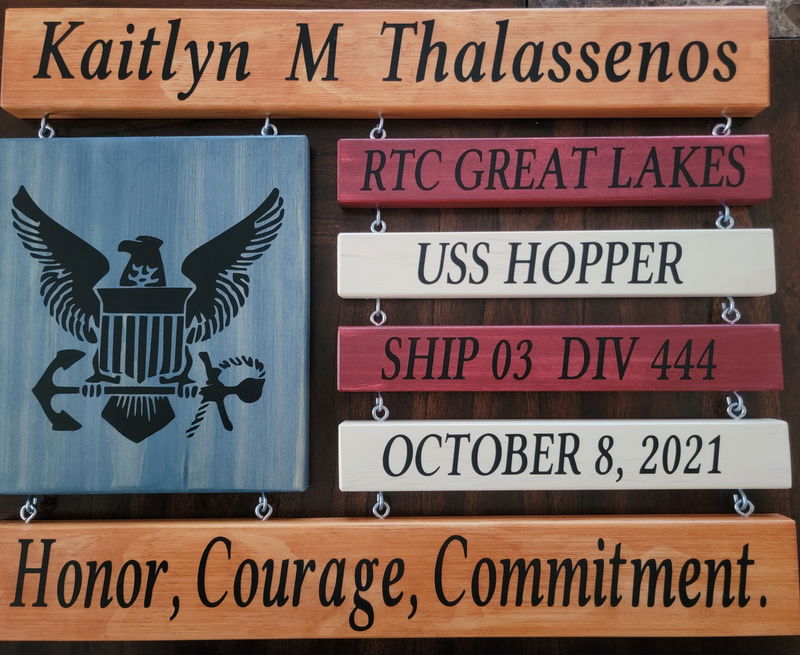 Kaitlyn M Thalassenos
RTC GREAT LAKES
USS HOPPER
SHIP 03 DIV 444
OCTOBER 8, 2021
Honor, Courage, Commitment.